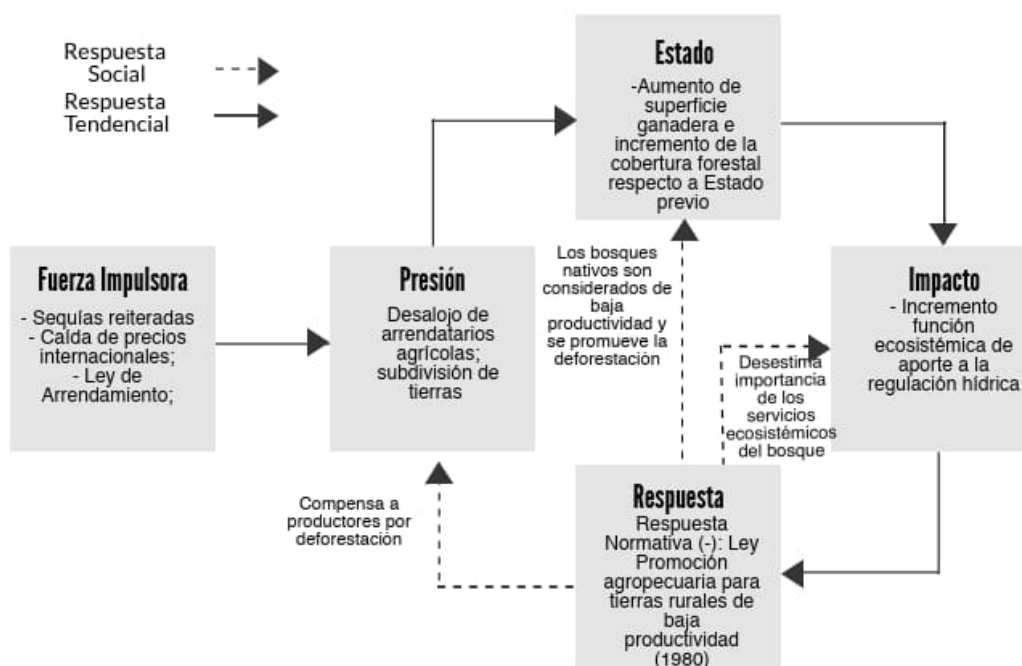 Respuesta
Social
Respuesta
Tendencial
Estado
-Aumento de
superficie
ganadera e
incremento de la
cobertura forestal
respecto a Estado
previo
Fuerza Impulsora
- Sequías reiteradas
- Caída de precios
internacionales;
- Ley de
Arrendamiento;
Presión
Desalojo de
arrendatarios
agrícolas;
subdivisión de
tierras
Los bosques
nativos son
considerados de
baja
productividad y
se promueve la
deforestación
Impacto
- Incremento
función
ecosistémica de
aporte a la
regulación hídrica
Desestima
importancia
de los
servicios
ecosistémicos
del bosque
Compensa a
productores por
deforestación
Respuesta
Respuesta
Normativa (-): Ley
Promoción
agropecuaria para
tierras rurales de
baja
productividad
(1980)